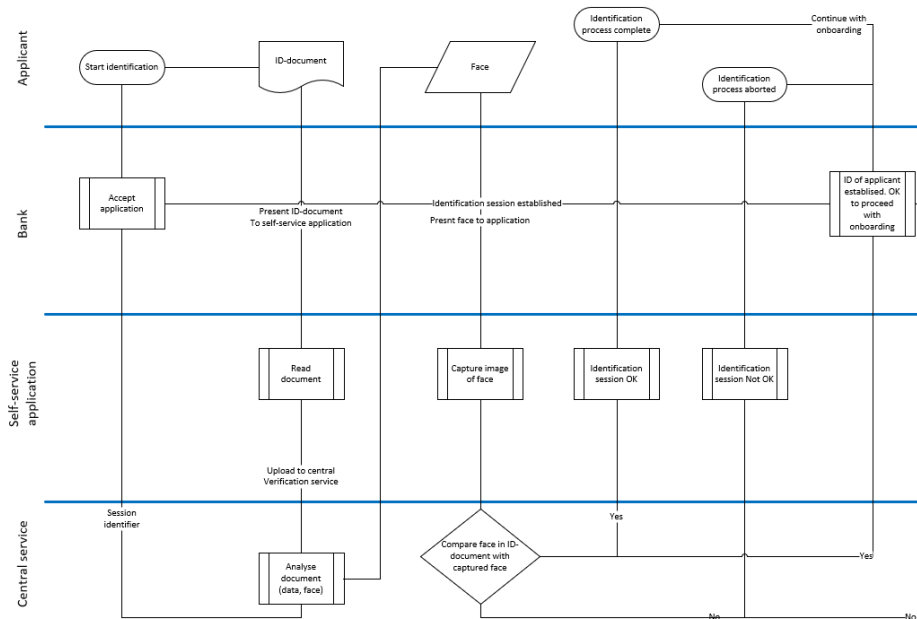 Applicant
Start identification
ID-document
Face
Identification
process complete
Continue with
onboarding
Identification
process aborted
Bank
Accept
application
Present ID-document
To self-service application
Identification session established
Presnt face to application
ID of applicant
establised. OK
to proceed
with
onboarding
Self-service
application
Read
document
Capture image
of face
Identification
session OK
Identification
session Not OK
Upload to central
Verification service
Central service
Session
identifier
Analyse
document
(data, face)
Compare face in ID-
document with
captured face
Yes
Yes
No
No